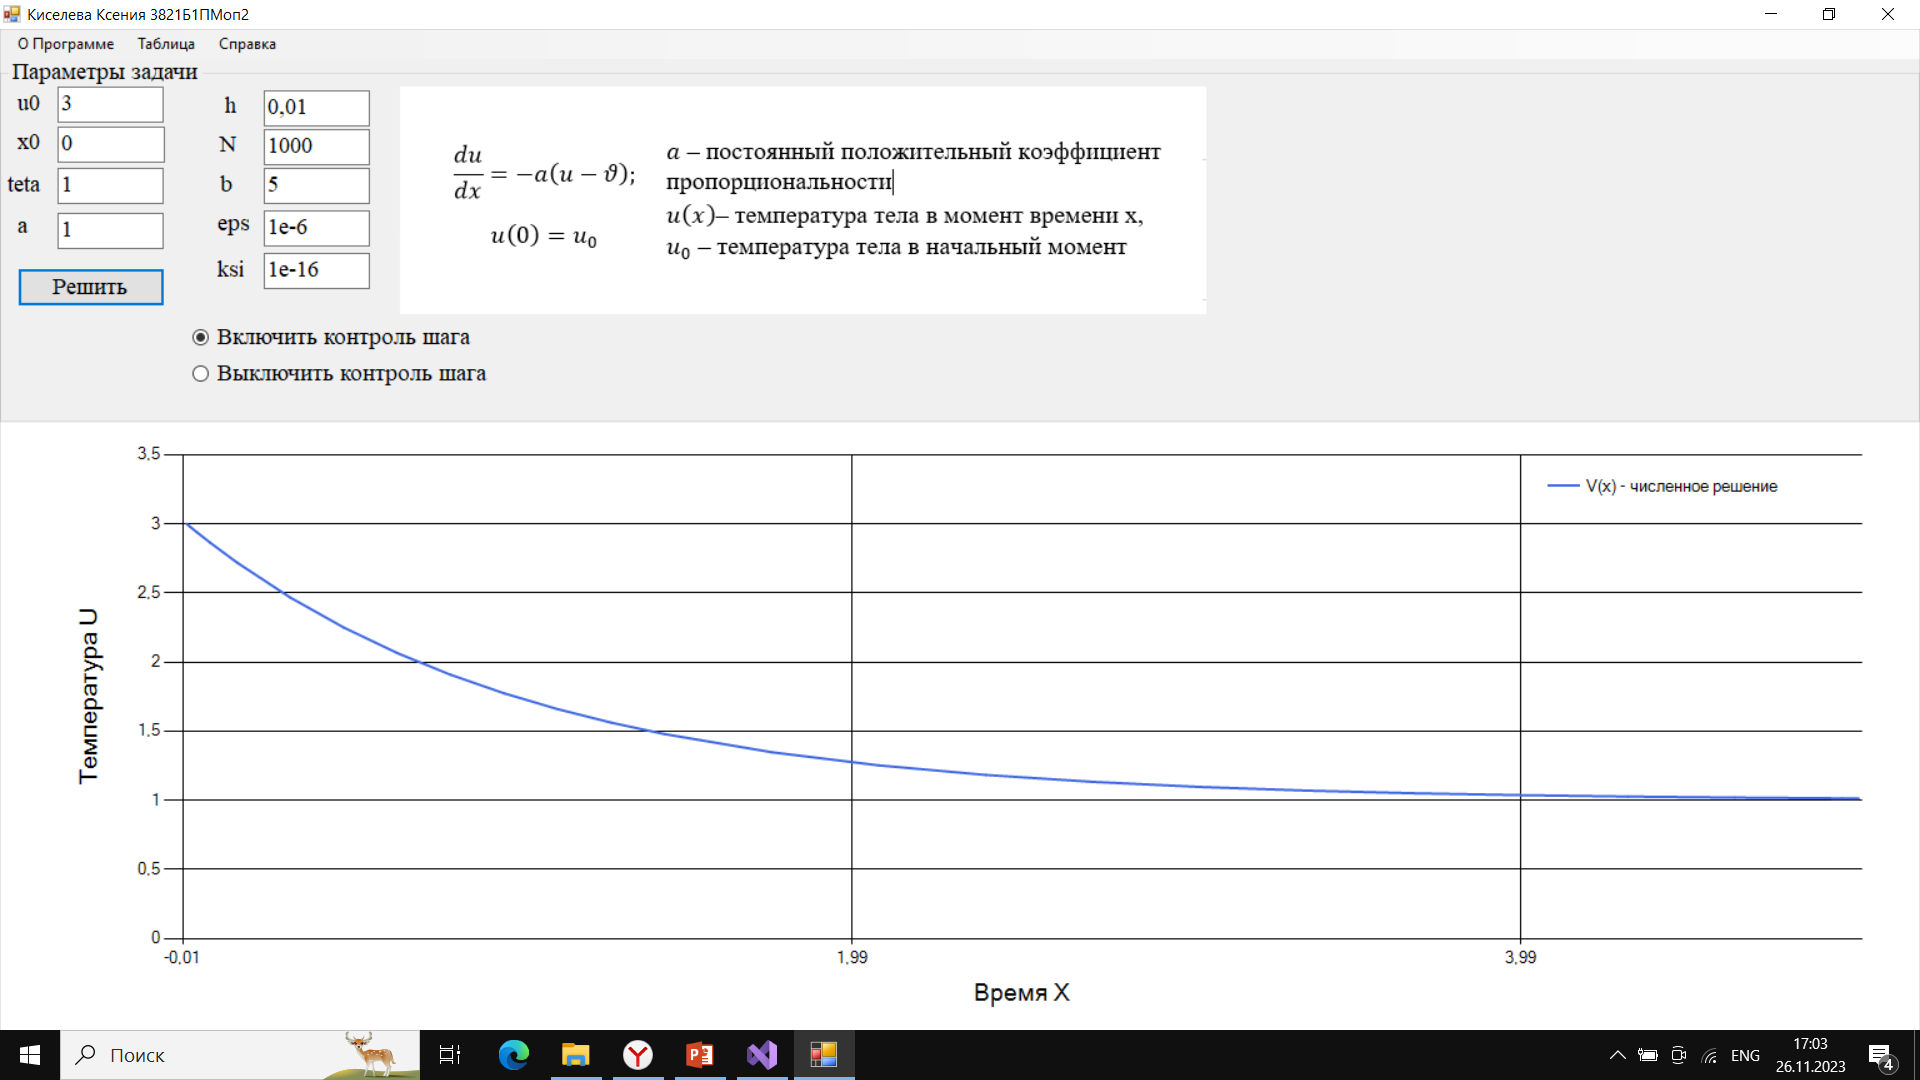 Киселева Ксения 3821Б1ПМоп2
О Программе Таблица Справка
Параметры задачи
u0 3
x0 0
teta 1
a 1
Решить
h 0,01
N 1000
b 5
eps 1e-6
ksi 1e-16
Включить контроль шага
Выключить контроль шага
du/dx = −a(u − ϑ);
u(0) = u₀
a – постоянный положительный коэффициент
пропорциональности
u(x)– температура тела в момент времени x,
u₀ – температура тела в начальный момент
V(x) - численное решение
3,5
3
2,5
2
1,5
1
0,5
0
Температура U
-0,01 1,99 3,99
Время X
Поиск
ENG
17:03
26.11.2023
4